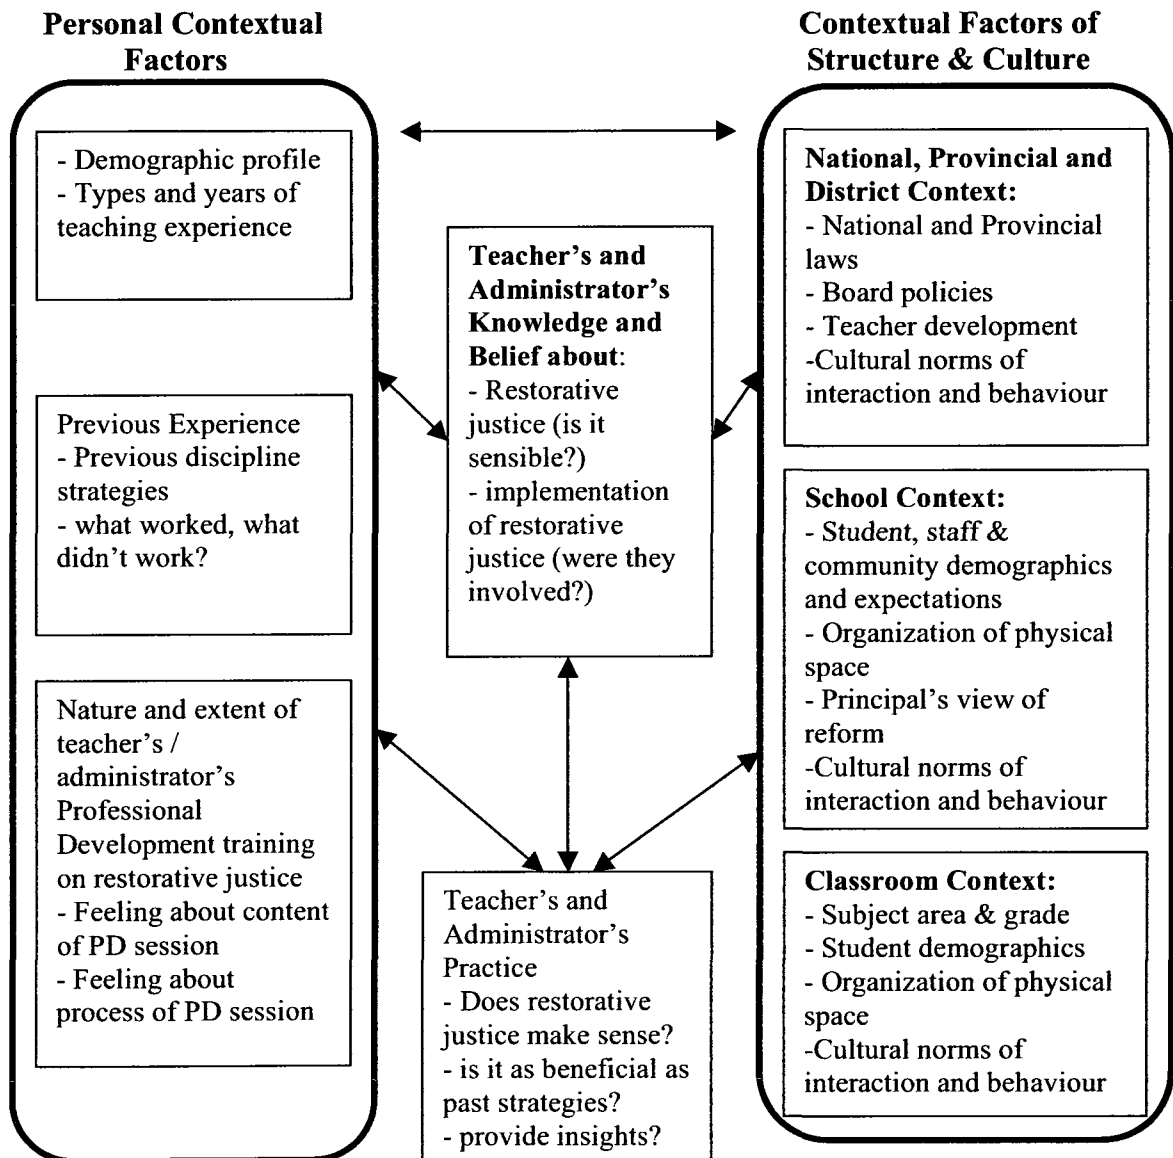 Personal Contextual
Factors
- Demographic profile
- Types and years of
teaching experience
Previous Experience
- Previous discipline
strategies
- what worked, what
didn't work?
Nature and extent of
teacher's /
administrator's
Professional
Development training
on restorative justice
- Feeling about content
of PD session
- Feeling about
process of PD session
Teacher's and
Administrator's
Knowledge and
Belief about:
- Restorative
justice (is it
sensible?)
- implementation
of restorative
justice (were they
involved?)
Teacher's and
Administrator's
Practice
- Does restorative
justice make sense?
- is it as beneficial as
past strategies?
- provide insights?
Contextual Factors of
Structure & Culture
National, Provincial and
District Context:
- National and Provincial
laws
- Board policies
- Teacher development
-Cultural norms of
interaction and behaviour
School Context:
- Student, staff &
community demographics
and expectations
- Organization of physical
space
- Principal's view of
reform
-Cultural norms of
interaction and behaviour
Classroom Context:
- Subject area & grade
- Student demographics
- Organization of physical
space
-Cultural norms of
interaction and behaviour